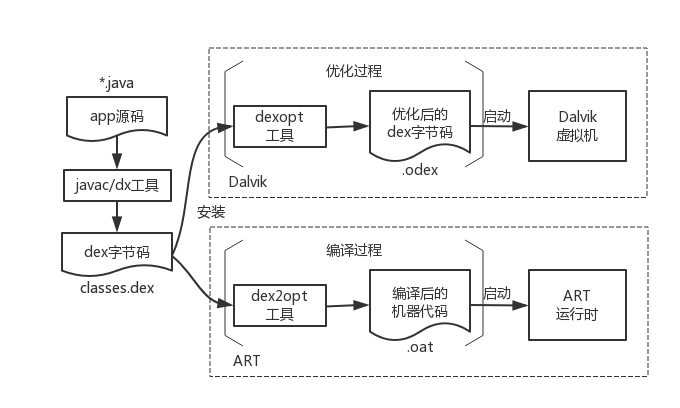 *.java
app源码
javac/dx工具
dex字节码
classes.dex
安装
优化过程
dexopt
工具
优化后的
dex字节码
.odex
启动
Dalvik
虚拟机
Dalvik
编译过程
dex2opt
工具
编译后的
机器代码
.oat
启动
ART
运行时
ART